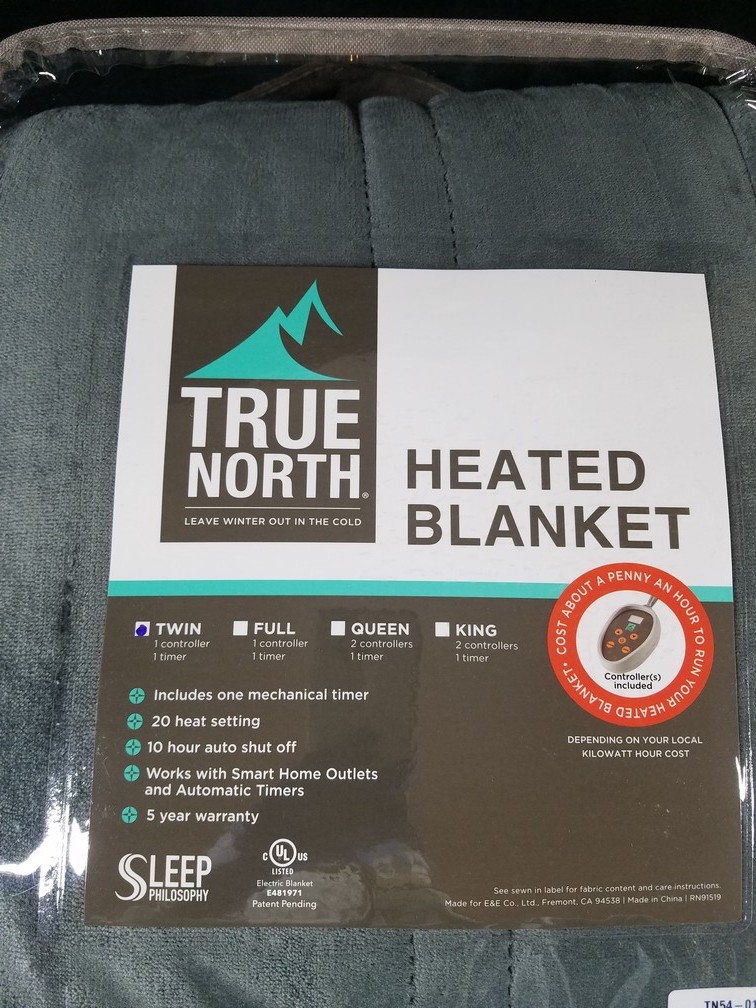 TRUE
NORTH®
LEAVE WINTER OUT IN THE COLD
HEATED
BLANKET
TWIN
1 controller
1 timer
FULL
1 controller
1 timer
QUEEN
2 controllers
1 timer
KING
2 controllers
1 timer
COST ABOUT A PENNY AN HOUR TO RUN YOUR HEATED BLANKET •
Controller(s)
included
DEPENDING ON YOUR LOCAL
KILOWATT HOUR COST
Includes one mechanical timer
20 heat setting
10 hour auto shut off
Works with Smart Home Outlets
and Automatic Timers
5 year warranty
SLEEP
PHILOSOPHY
C UL US
LISTED
Electric Blanket
E481971
Patent Pending
See sewn in label for fabric content and care instructions.
Made for E&E Co., Ltd., Fremont, CA 94538 | Made in China | RN91519